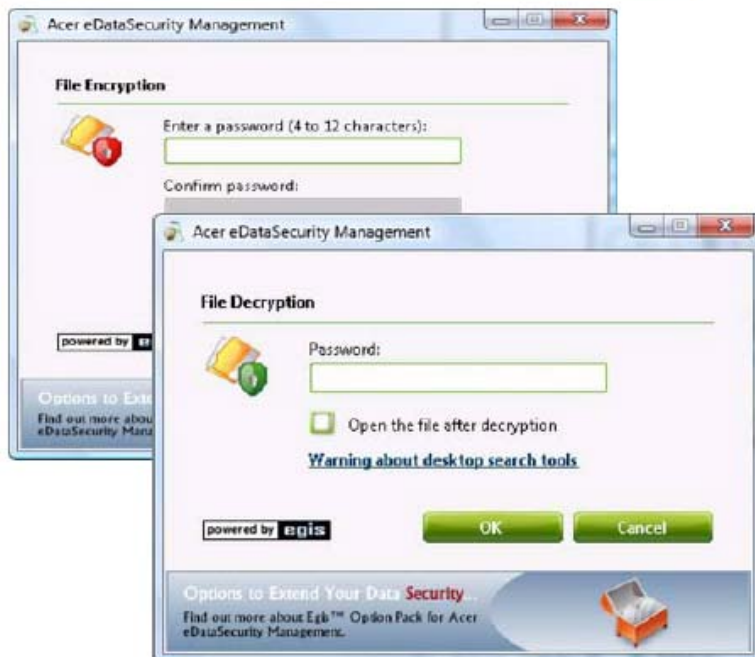 Acer eDataSecurity Management
File Encryption
Enter a password (4 to 12 characters):
Confirm password:
powered by
Options to
Find out more
eDataSecurity
Acer eDataSecurity Management
File Decryption
Password:
Open the file after decryption
Warning about desktop search tools
powered by egis
OK
Cancel
Options to Extend Your Data Security...
Find out more about Egis™ Option Pack for Acer
eDataSecurity Management.